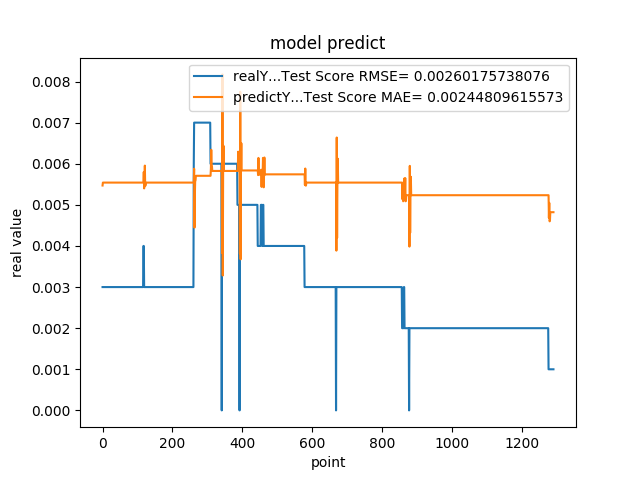 model predict
realY...Test Score RMSE= 0.00260175738076
predictY...Test Score MAE= 0.00244809615573
0.008
0.007
0.006
0.005
0.004
0.003
0.002
0.001
0.000
real value
0 200 400 600 800 1000 1200
point